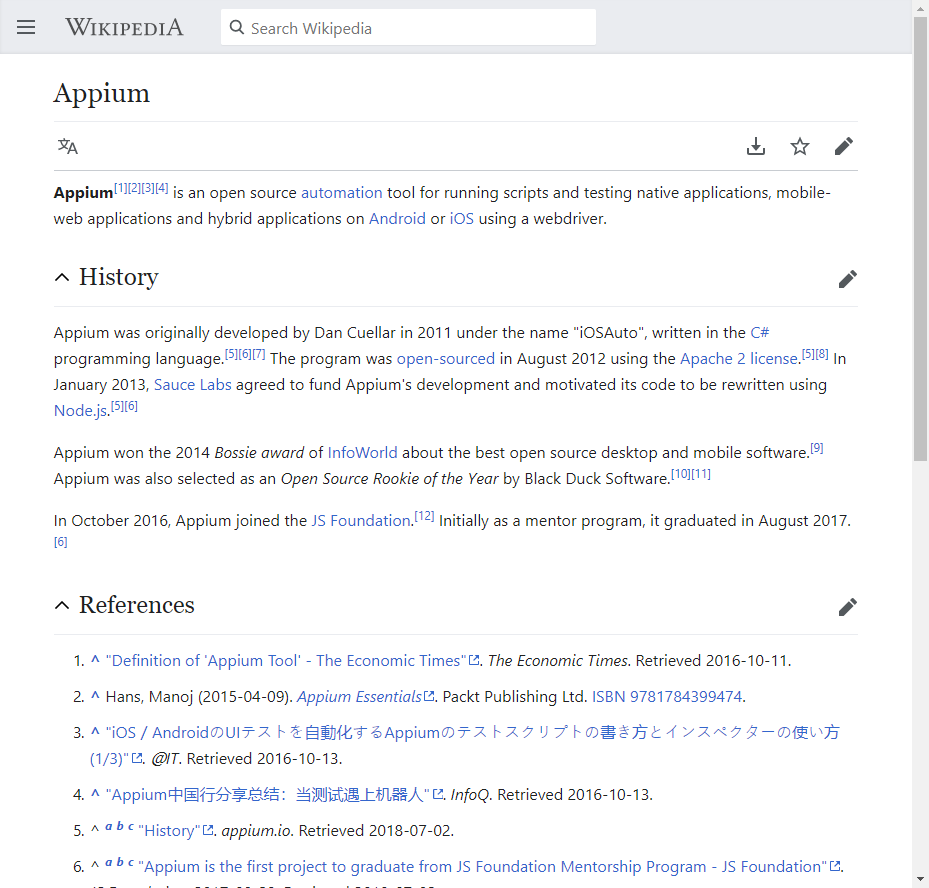 WIKIPEDIA
Search Wikipedia
Appium
Appium[1][2][3][4] is an open source automation tool for running scripts and testing native applications, mobile-
web applications and hybrid applications on Android or iOS using a webdriver.
History
Appium was originally developed by Dan Cuellar in 2011 under the name "iOSAuto", written in the C#
programming language.[5][6][7] The program was open-sourced in August 2012 using the Apache 2 license.[5][8] In
January 2013, Sauce Labs agreed to fund Appium's development and motivated its code to be rewritten using
Node.js.[5][6]
Appium won the 2014 Bossie award of InfoWorld about the best open source desktop and mobile software.[9]
Appium was also selected as an Open Source Rookie of the Year by Black Duck Software.[10][11]
In October 2016, Appium joined the JS Foundation.[12] Initially as a mentor program, it graduated in August 2017.
[6]
References
1. ^ "Definition of 'Appium Tool' - The Economic Times". The Economic Times. Retrieved 2016-10-11.
2. ^ Hans, Manoj (2015-04-09). Appium Essentials. Packt Publishing Ltd. ISBN 9781784399474.
3. ^ "iOS / AndroidのUIテストを自動化するAppiumのテストスクリプトの書き方とインスペクターの使い方
(1/3)". @IT. Retrieved 2016-10-13.
4. ^ "Appium中国行分享总结：当测试遇上机器人". InfoQ. Retrieved 2016-10-13.
5. ^ a b c "History". appium.io. Retrieved 2018-07-02.
6. ^ a b c "Appium is the first project to graduate from JS Foundation Mentorship Program - JS Foundation".